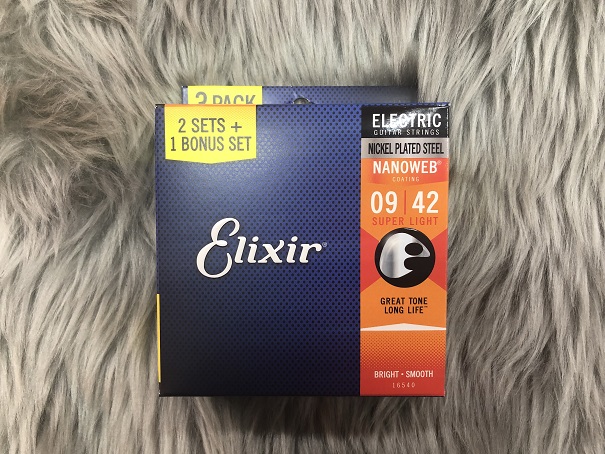 3 PACK
2 SETS +
1 BONUS SET
Elixir®
ELECTRIC
GUITAR STRINGS
NICKEL PLATED STEEL
NANOWEB®
COATING
09 | 42
SUPER LIGHT
GREAT TONE
LONG LIFE™
BRIGHT • SMOOTH
16540